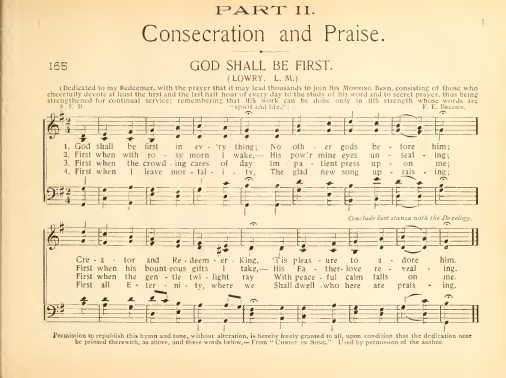 PART II.
Consecration and Praise.
165
GOD SHALL BE FIRST.
(LOWRY. L. M.)
(Dedicated to my Redeemer, with the prayer that it may lead thousands to join HIS MORNING BAND, consisting of those who
cheerfully devote at least the first and the last half hour of every day to the study of his word and to secret prayer, thus being
strengthened for continual service; remembering that HIS work can be done only in HIS strength whose words are
F. E. B. "spirit and life.") F. E. BELDEN.
1. God shall be first in ev - 'ry - thing; No oth - er gods be - fore him;
2. First when with ro - sy morn I wake,— His pow'r mine eyes un - seal - ing;
3. First when the crowd - ing cares of day Im - pa - tient press up - on me;
4. First when I leave mor - tal - i - ty, The glad new song up - rais - ing;
Conclude last stanza with the Doxology.
Cre - a - tor and Re - deem - er - King, 'Tis pleas - ure to a - dore him.
First when his bount - eous gifts I take,— His Fa - ther - love re - veal - ing.
First when the gen - tle twi - light ray With peace - ful calm falls on me.
First all E - ter - ni - ty, where we Shall dwell who here are prais - ing.
Permission to republish this hymn and tune, without alteration, is hereby freely granted to all, upon condition that the dedication note
be printed therewith, as above, and these words below,— From "CHRIST IN SONG." Used by permission of the author.